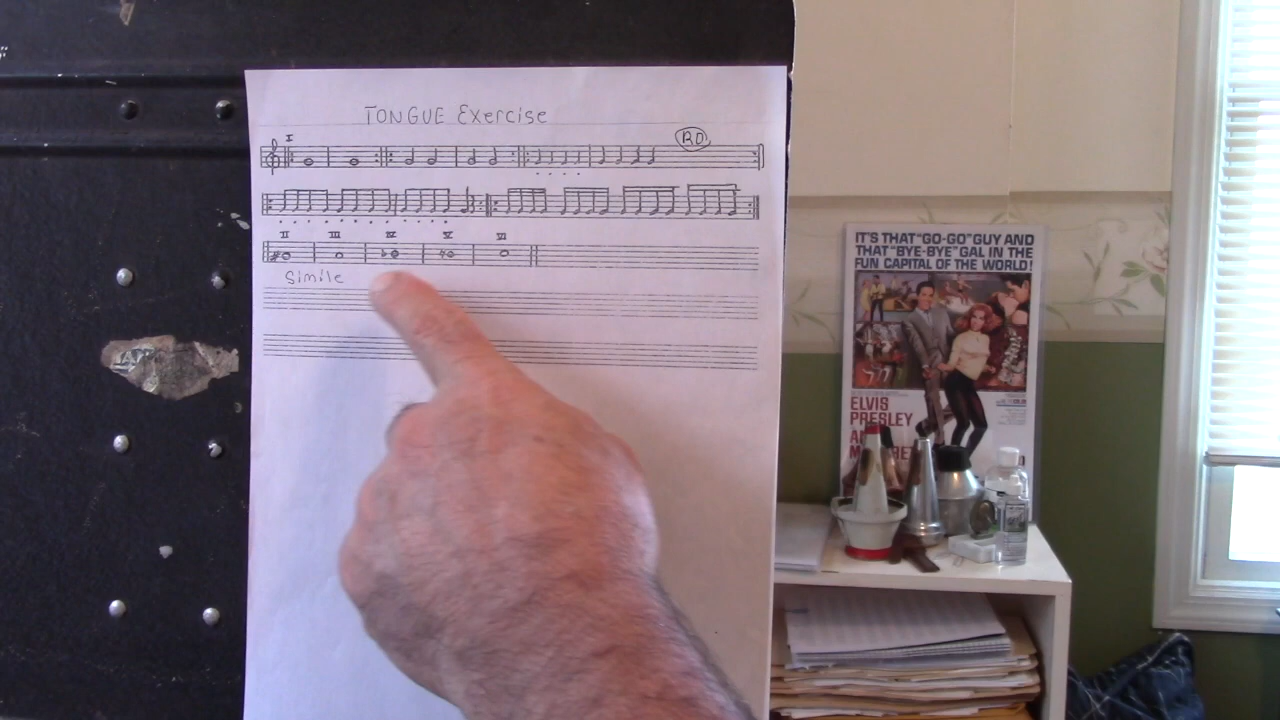 TONGUE Exercise
I
RD
II III IV V VI
Simile
IT'S THAT "GO-GO" GUY AND
THAT "BYE-BYE" GAL IN THE
FUN CAPITAL OF THE WORLD!
ELVIS
PRESLEY